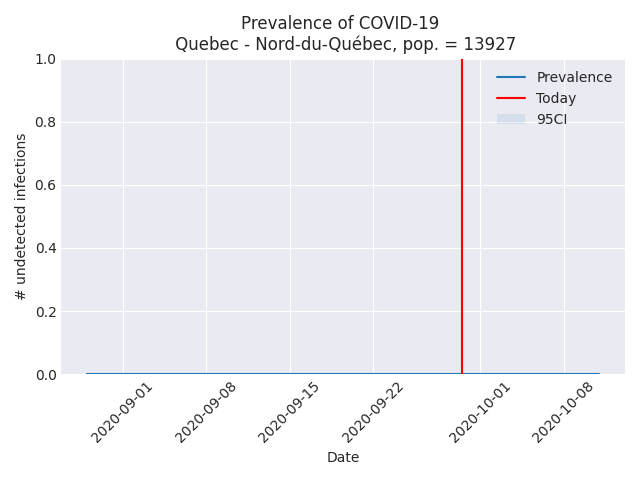 Prevalence of COVID-19
Quebec - Nord-du-Québec, pop. = 13927
1.0
0.8
0.6
0.4
0.2
0.0
# undetected infections
Prevalence
Today
95CI
2020-09-01
2020-09-08
2020-09-15
2020-09-22
2020-10-01
2020-10-08
Date